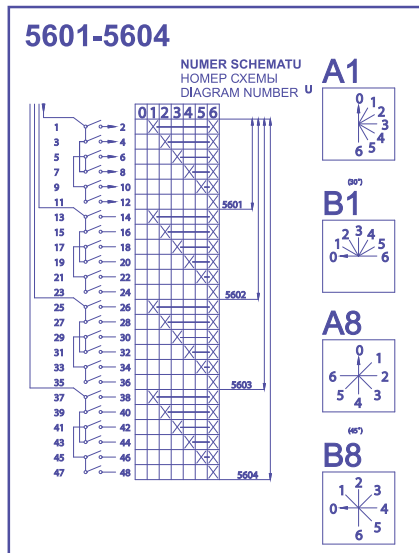 5601-5604
NUMER SCHEMATU
НОМЕР СХЕМЫ
DIAGRAM NUMBER U
0 1 2 3 4 5 6
1 2
3 4
5 6
7 8
9 10
11 12
5601
13 14
15 16
17 18
19 20
21 22
23 24
5602
25 26
27 28
29 30
31 32
33 34
35 36
5603
37 38
39 40
41 42
43 44
45 46
47 48
5604
A1
0 1 2 3 4 5 6
(30°)
B1
0 1 2 3 4 5 6
A8
0 1 2 3 4 5 6
(45°)
B8
0 1 2 3 4 5 6